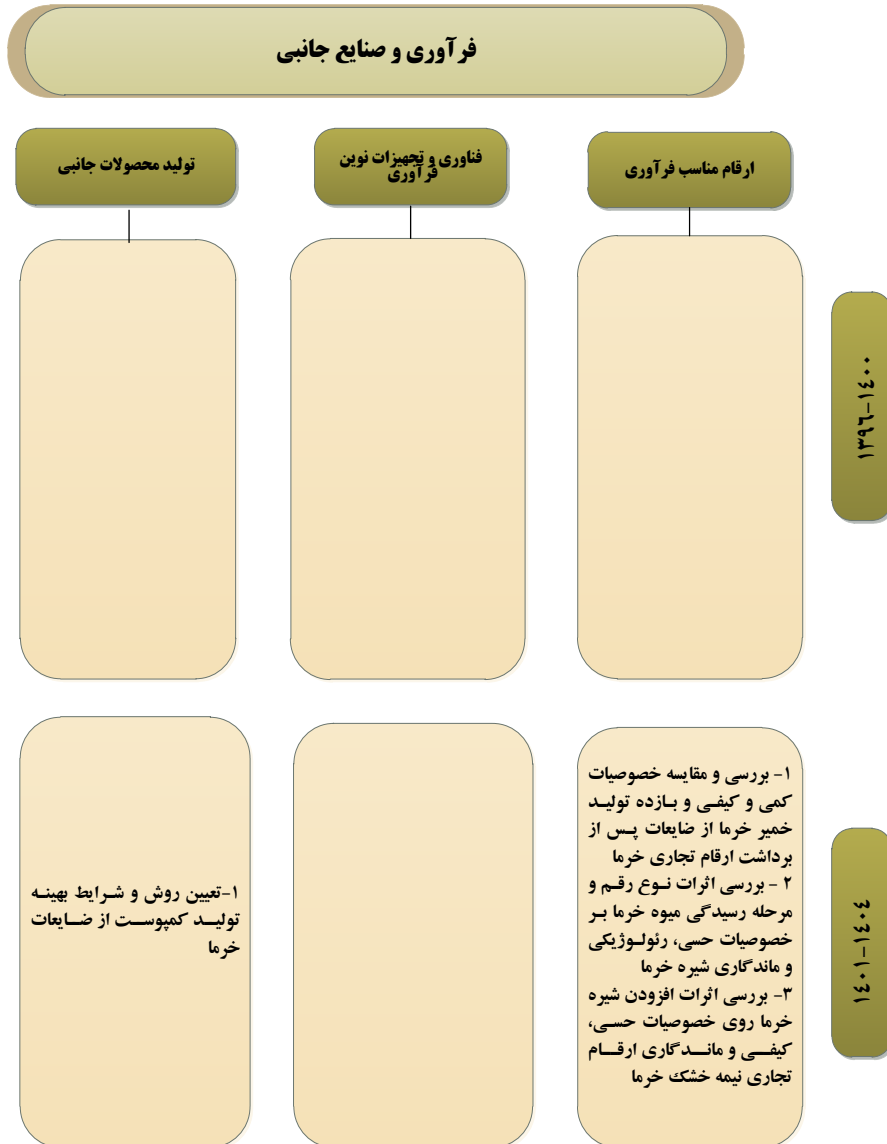 فرآوری و صنایع جانبی
ارقام مناسب فرآوری
فناوری و تجهیزات نوین
فرآوری
تولید محصولات جانبی
۱۳۹۶-۱۴۰۰
۱- بررسی و مقایسه خصوصیات
کمی و کیفی و بازده تولید
خمیر خرما از ضایعات پس از
برداشت ارقام تجاری خرما
۲ - بررسی اثرات نوع رقم و
مرحله رسیدگی میوه خرما بر
خصوصیات حسی، رئولوژیکی
و ماندگاری شیره خرما
۳- بررسی اثرات افزودن شیره
خرما روی خصوصیات حسی،
کیفی و ماندگاری ارقام
تجاری نیمه خشک خرما
۱-تعیین روش و شرایط بهینه
تولید کمپوست از ضایعات
خرما
۱۴۰۱-۱۴۰۴